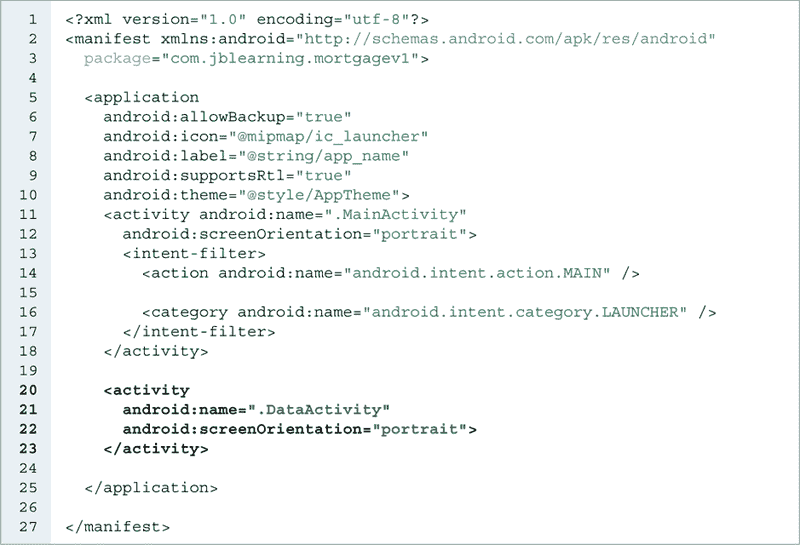 1 <?xml version="1.0" encoding="utf-8"?>
2 <manifest xmlns:android="http://schemas.android.com/apk/res/android"
3 package="com.jblearning.mortgagev1">
4
5 <application
6 android:allowBackup="true"
7 android:icon="@mipmap/ic_launcher"
8 android:label="@string/app_name"
9 android:supportsRtl="true"
10 android:theme="@style/AppTheme">
11 <activity android:name=".MainActivity"
12 android:screenOrientation="portrait">
13 <intent-filter>
14 <action android:name="android.intent.action.MAIN" />
15
16 <category android:name="android.intent.category.LAUNCHER" />
17 </intent-filter>
18 </activity>
19
20 <activity
21 android:name=".DataActivity"
22 android:screenOrientation="portrait">
23 </activity>
24
25 </application>
26
27 </manifest>